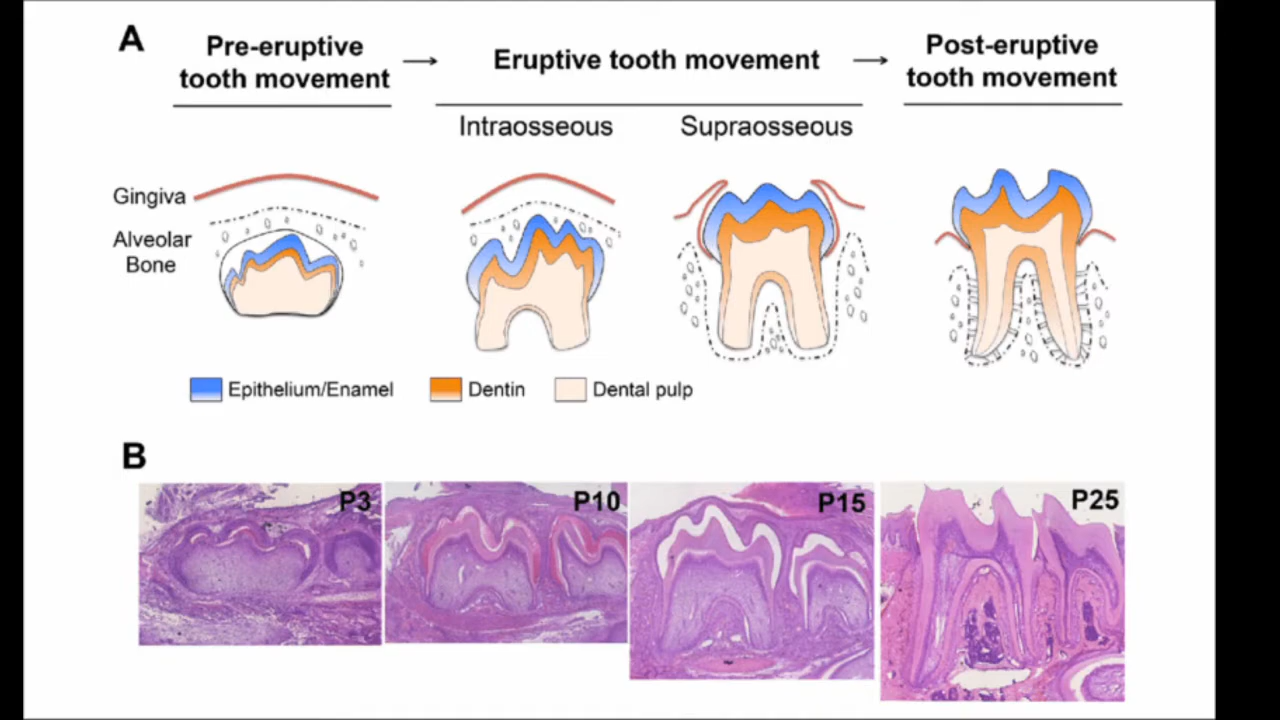 A
Pre-eruptive
tooth movement
Eruptive tooth movement
Post-eruptive
tooth movement
Intraosseous
Supraosseous
Gingiva
Alveolar
Bone
Epithelium/Enamel
Dentin
Dental pulp
B
P3
P10
P15
P25